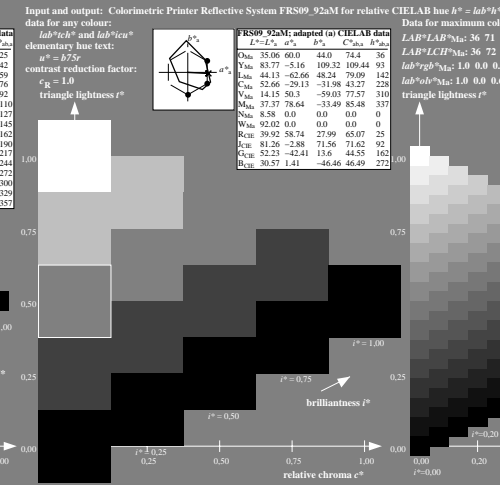 Input and output: Colorimetric Printer Reflective System FRS09_92aM for relative CIELAB hue h* = lab*h*
data for any colour:
lab*tch* and lab*icu*
elementary hue text:
u* = b75r
contrast reduction factor:
cR = 1.0
triangle lightness t*
b*a
a*a
FRS09_92aM; adapted (a) CIELAB data
L*=L*a a*a b*a C*ab,a h*ab,a
OMa 35.06 60.0 44.0 74.4 36
YMa 83.77 -5.16 109.32 109.44 93
LMa 44.13 -62.66 48.24 79.09 142
CMa 52.66 -29.13 -31.98 43.27 228
VMa 14.15 50.3 -59.03 77.57 310
MMa 37.37 78.64 -33.49 85.48 337
NMa 8.58 0.0 0.0 0.0 0
WMa 92.02 0.0 0.0 0.0 0
RCIE 39.92 58.74 27.99 65.07 25
JCIE 81.26 -2.88 71.56 71.62 92
GCIE 52.23 -42.41 13.6 44.55 162
BCIE 30.57 1.41 -46.46 46.49 272
Data for maximum col
LAB*LAB*Ma: 36 71
LAB*LCH*Ma: 36 72
lab*rgb*Ma: 1.0 0.0
lab*olv*Ma: 1.0 0.0
triangle lightness t*
1,00
0,75
0,50
0,25
0,00
i* = 1,00
i* = 0,75
i* = 0,50
i* = 0,25
brilliantness i*
0,25 0,50 0,75 1,00
relative chroma c*
1,00
0,75
0,50
0,25
0,00
i*=0,20
0,00 0,20
i*=0,00